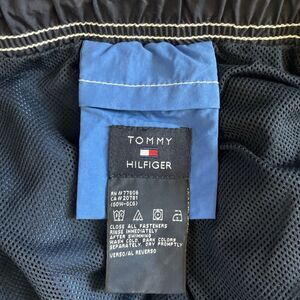 TOMMY
HILFIGER
RN#77806
CA#20781
CLOSE ALL FASTENERS
RINSE IMMEDIATELY
AFTER SWIMMING
WASH COLD. DARK COLORS
SEPARATELY. DRY PROMPTLY
VERSO/AL REVERSO